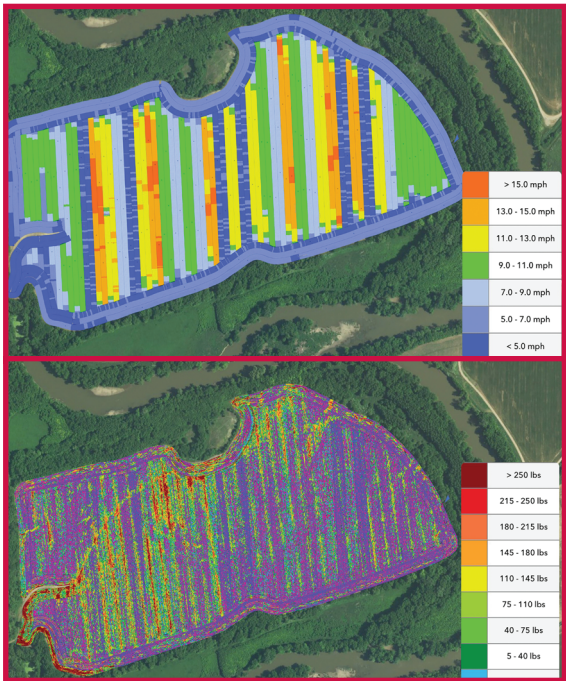 > 15.0 mph
13.0 - 15.0 mph
11.0 - 13.0 mph
9.0 - 11.0 mph
7.0 - 9.0 mph
5.0 - 7.0 mph
< 5.0 mph
> 250 lbs
215 - 250 lbs
180 - 215 lbs
145 - 180 lbs
110 - 145 lbs
75 - 110 lbs
40 - 75 lbs
5 - 40 lbs